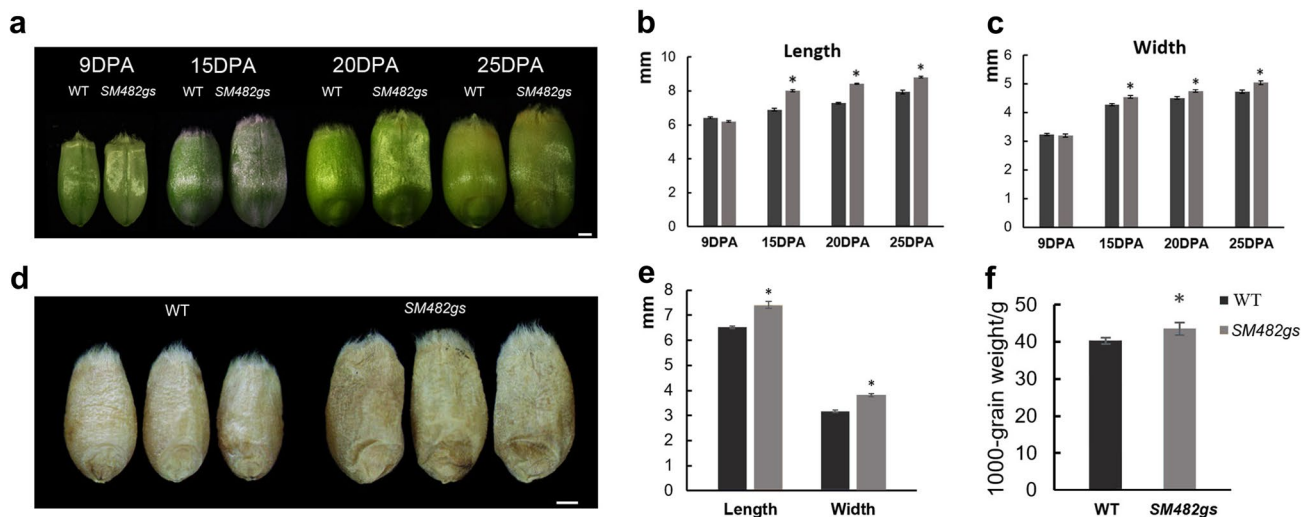 a
9DPA 15DPA 20DPA 25DPA
WT SM482gs WT SM482gs WT SM482gs WT SM482gs
b
Length
mm
10
8
6
4
2
0
* * *
9DPA 15DPA 20DPA 25DPA
c
Width
mm
6
5
4
3
2
1
0
* * *
9DPA 15DPA 20DPA 25DPA
d
WT SM482gs
e
mm
8
7
6
5
4
3
2
1
0
* *
Length Width
f
1000-grain weight/g
50
40
30
20
10
0
*
WT SM482gs
WT
SM482gs